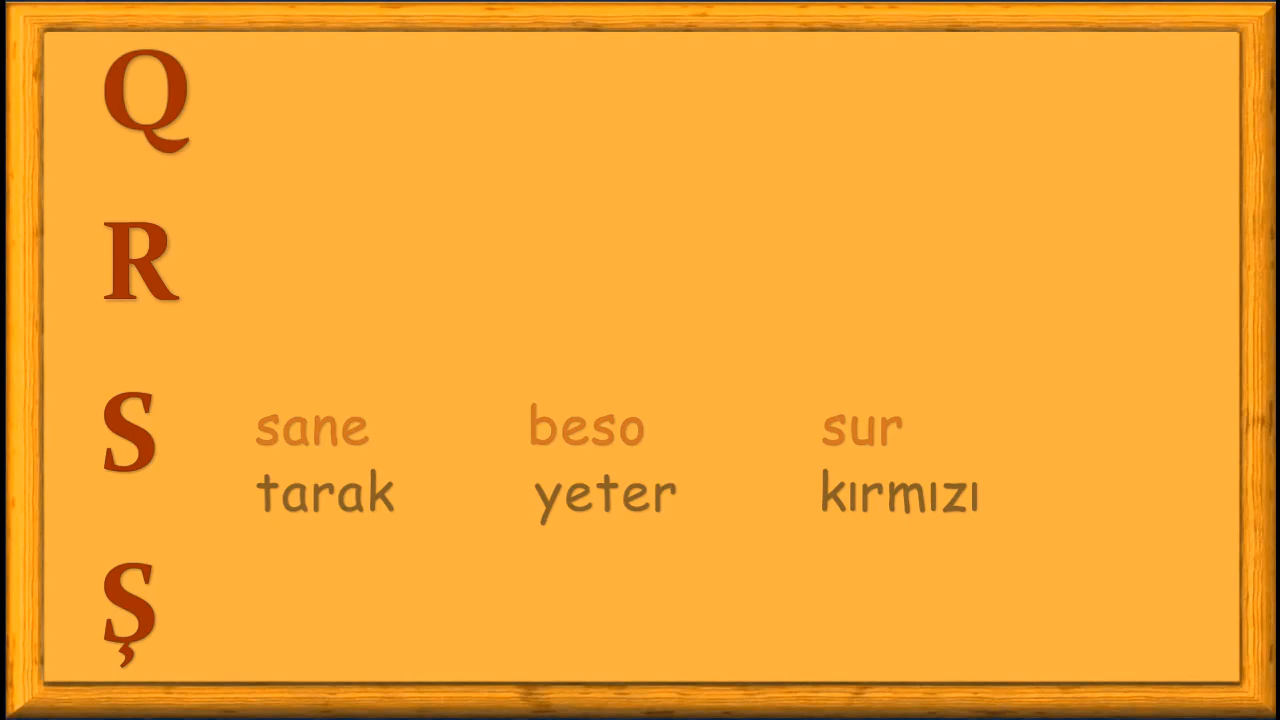 Q
R
S
sane beso sur
tarak yeter kırmızı
Ş